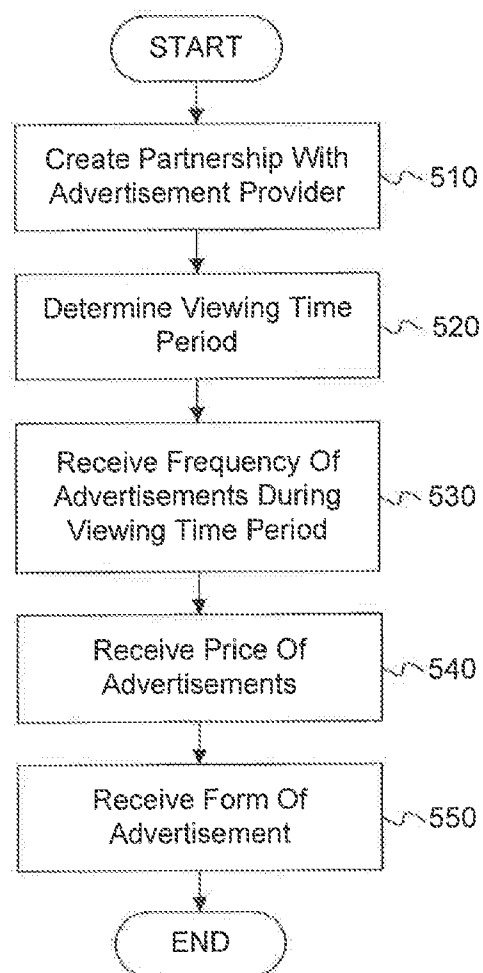 START
Create Partnership With
Advertisement Provider
510
Determine Viewing Time
Period
520
Receive Frequency Of
Advertisements During
Viewing Time Period
530
Receive Price Of
Advertisements
540
Receive Form Of
Advertisement
550
END